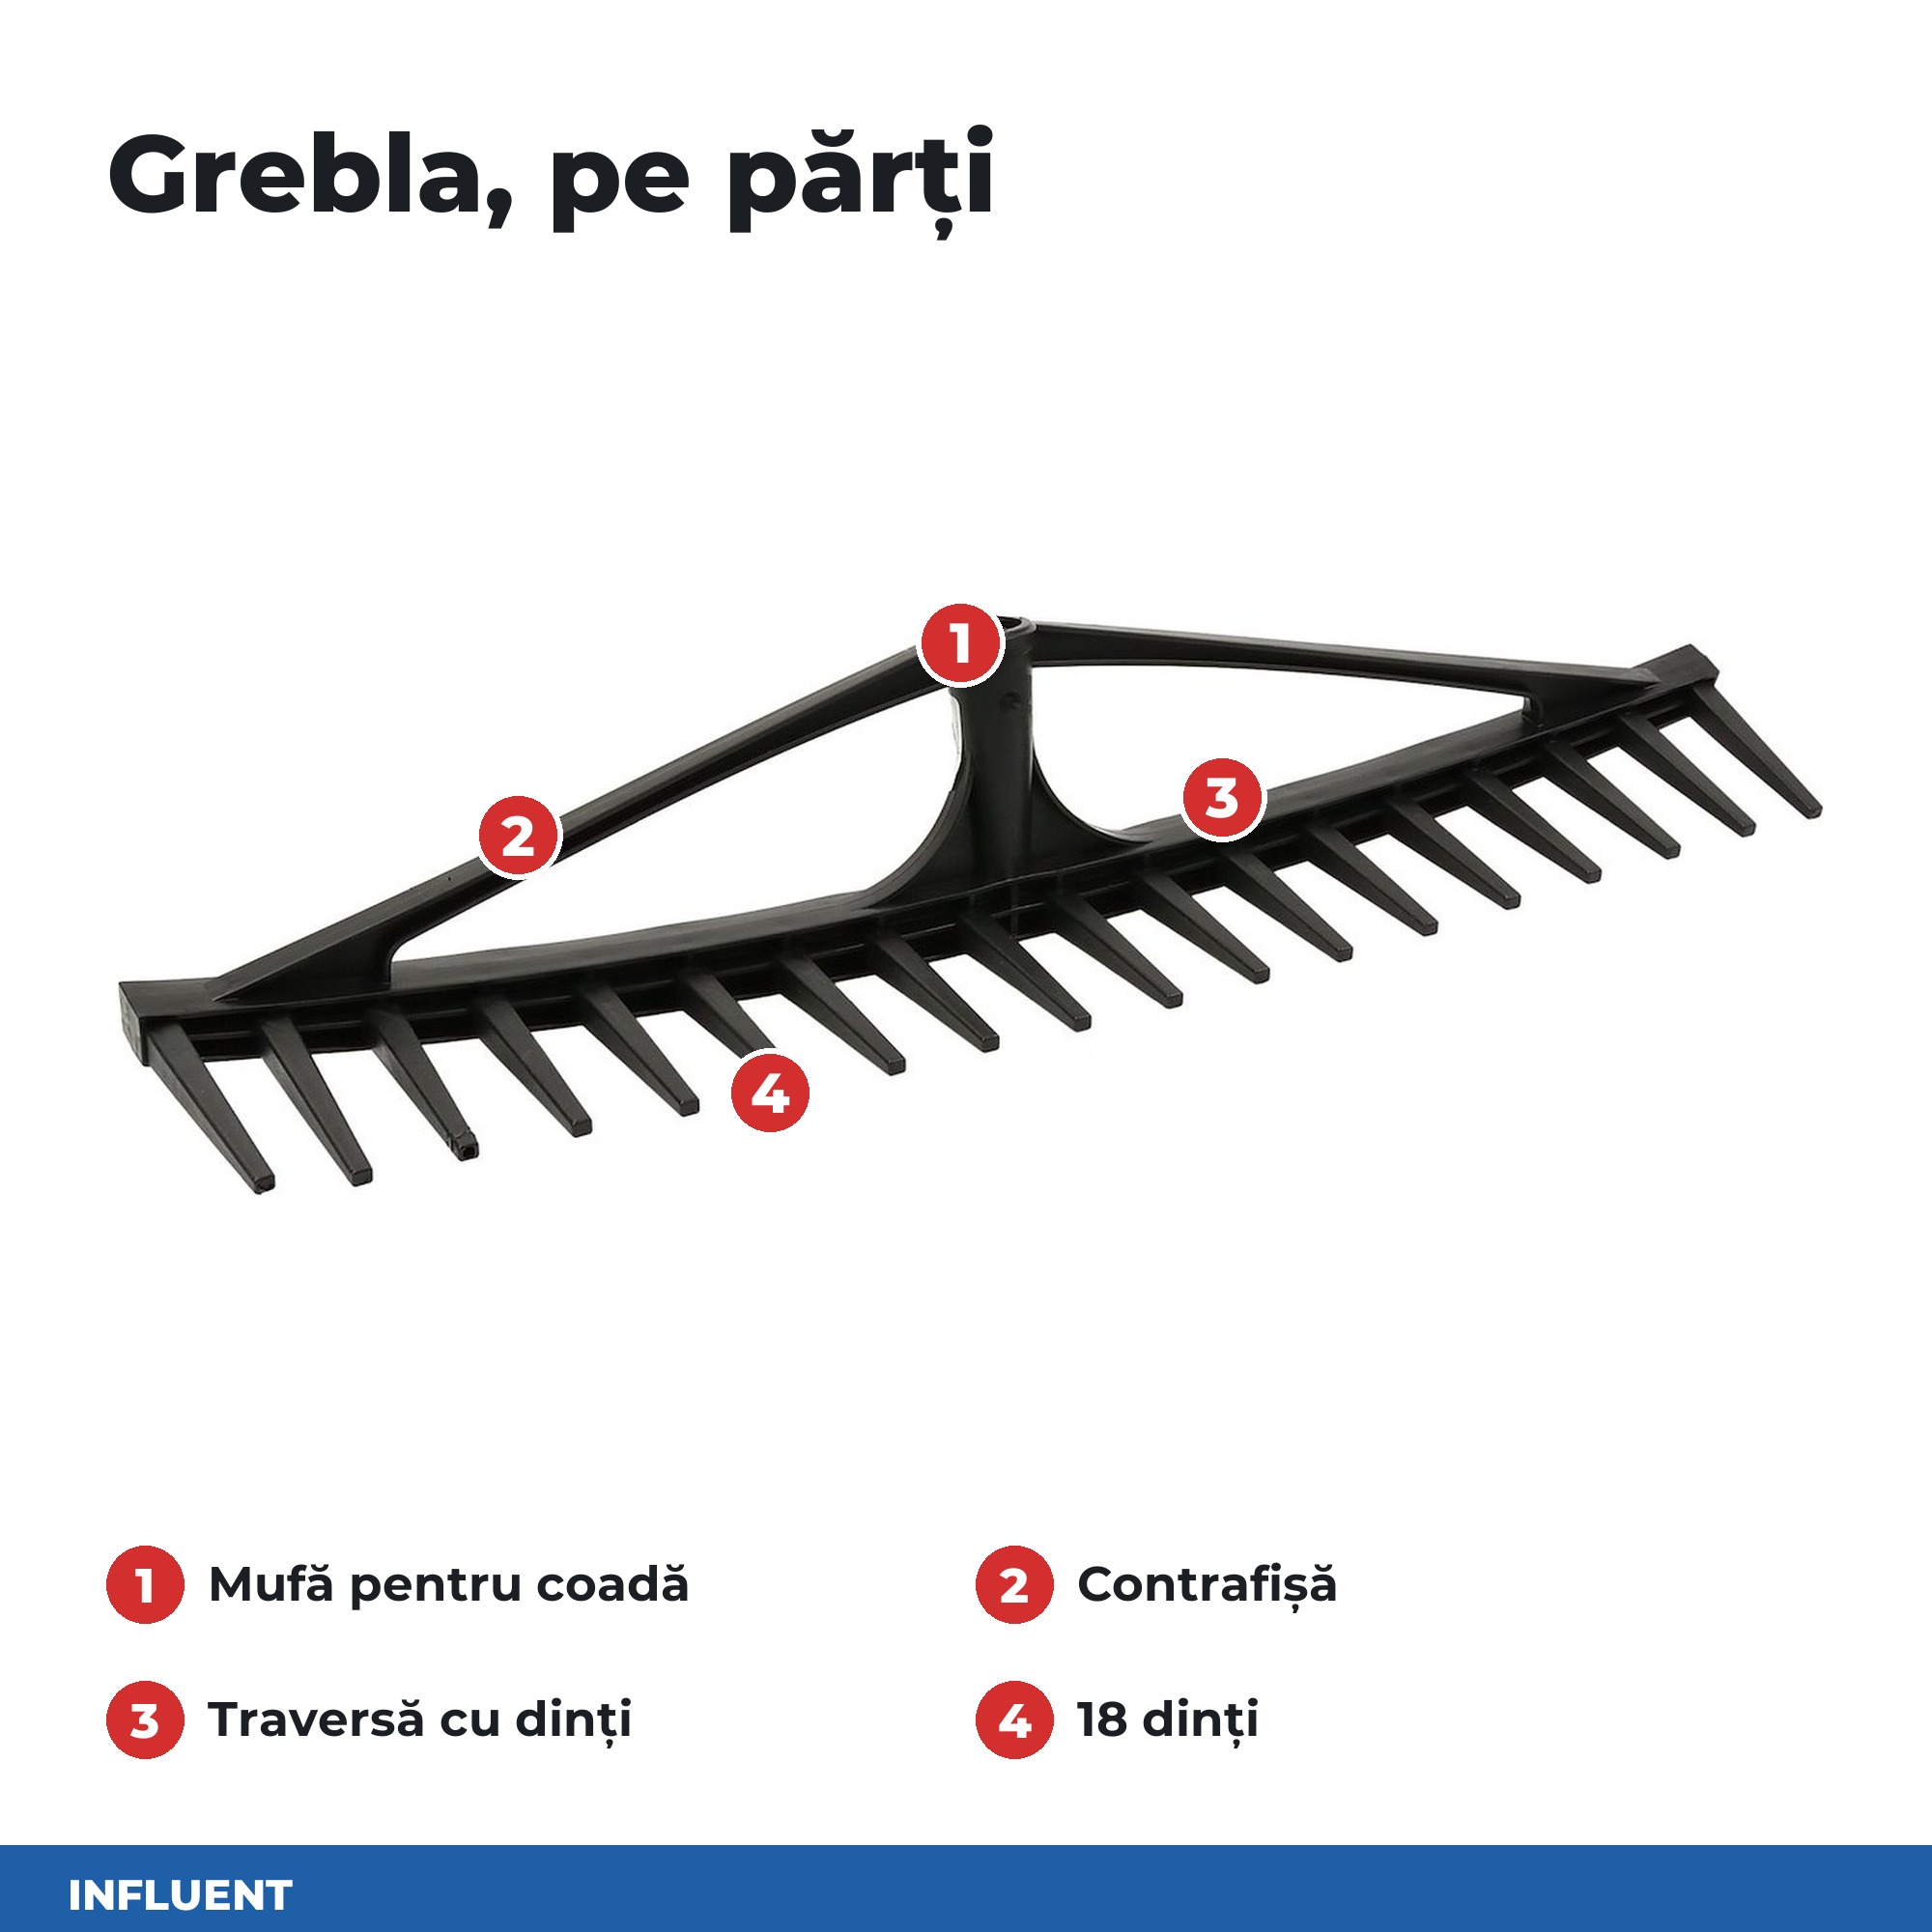 Grebla, pe părți
1
2
3
4
1 Mufă pentru coadă
2 Contrafișă
3 Traversă cu dinți
4 18 dinți
INFLUENT